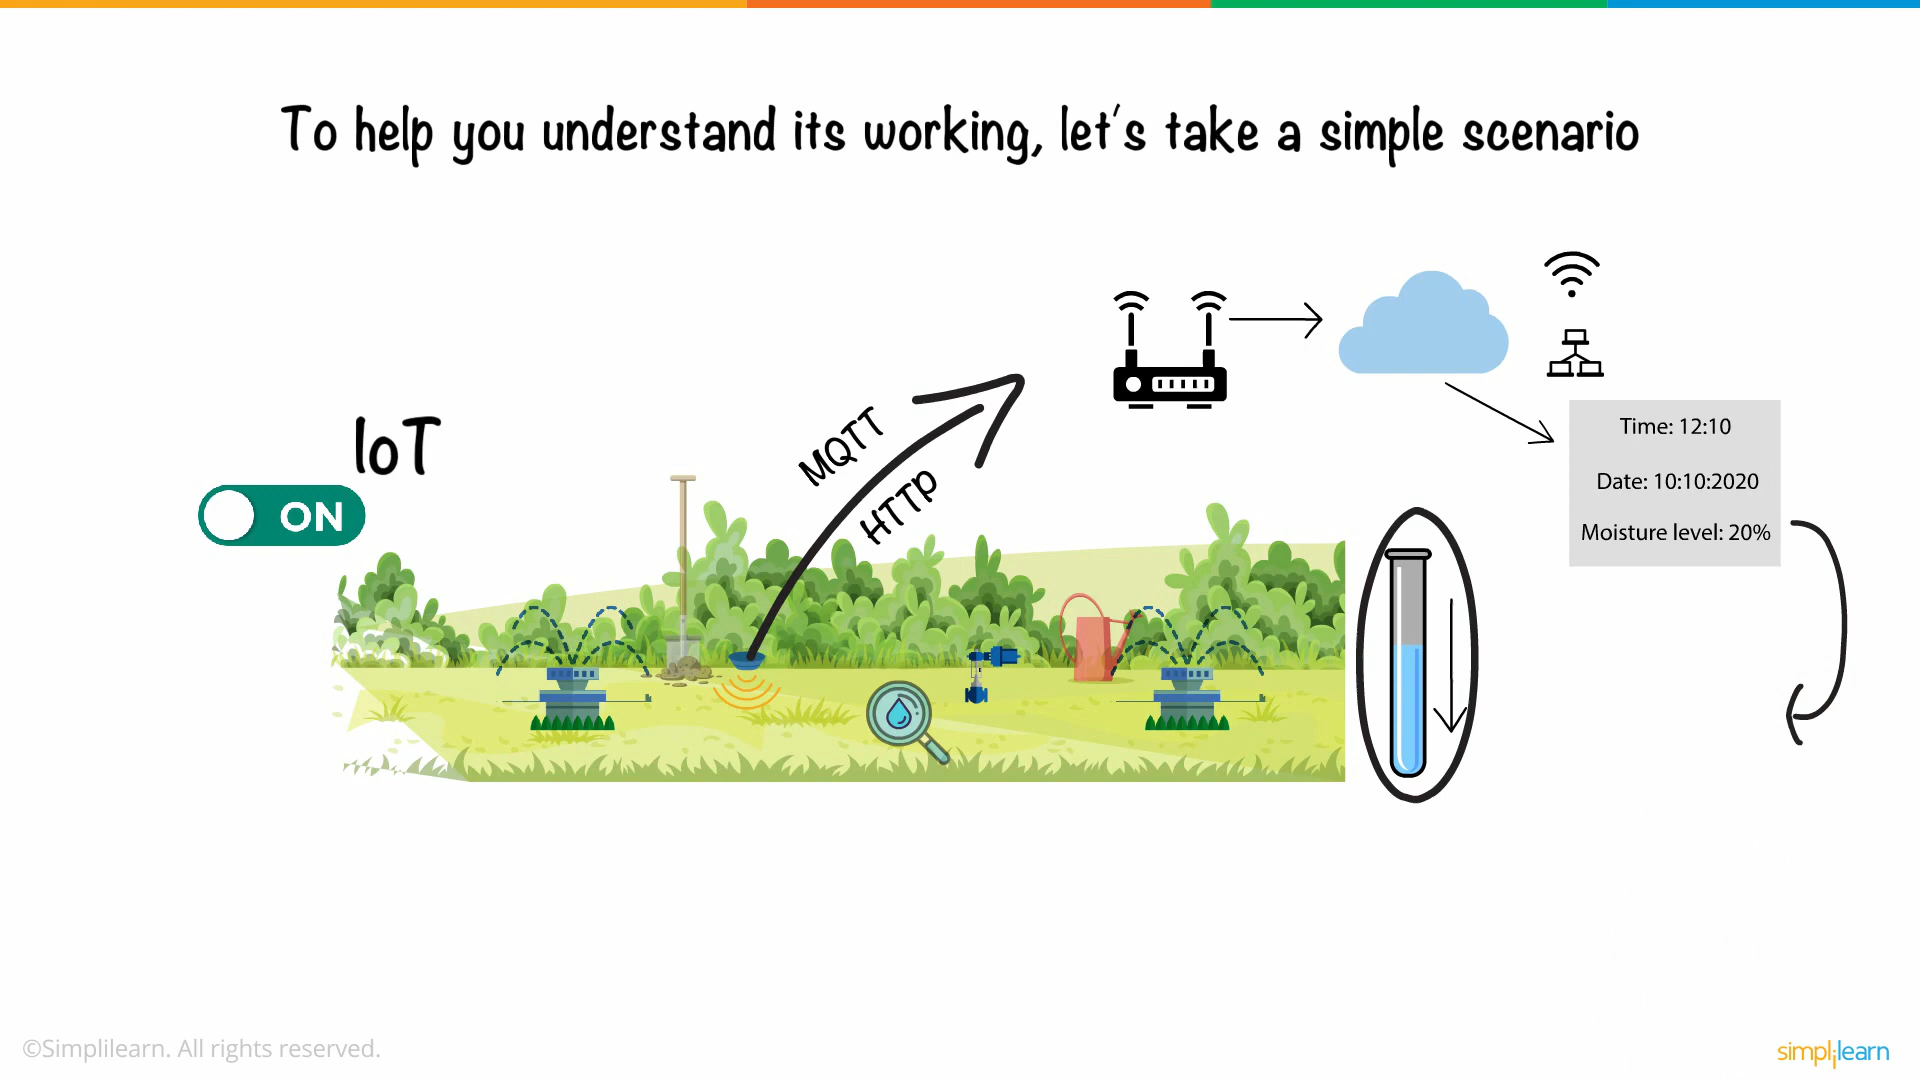 To help you understand its working, let's take a simple scenario
IoT
ON
MQTT
HTTp
Time: 12:10
Date: 10:10:2020
Moisture level: 20%
©Simplilearn. All rights reserved.
simplilearn